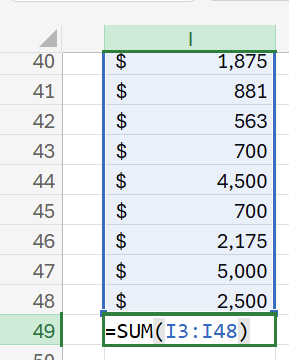 I
40 $ 1,875
41 $ 881
42 $ 563
43 $ 700
44 $ 4,500
45 $ 700
46 $ 2,175
47 $ 5,000
48 $ 2,500
49 =SUM(I3:I48)
50